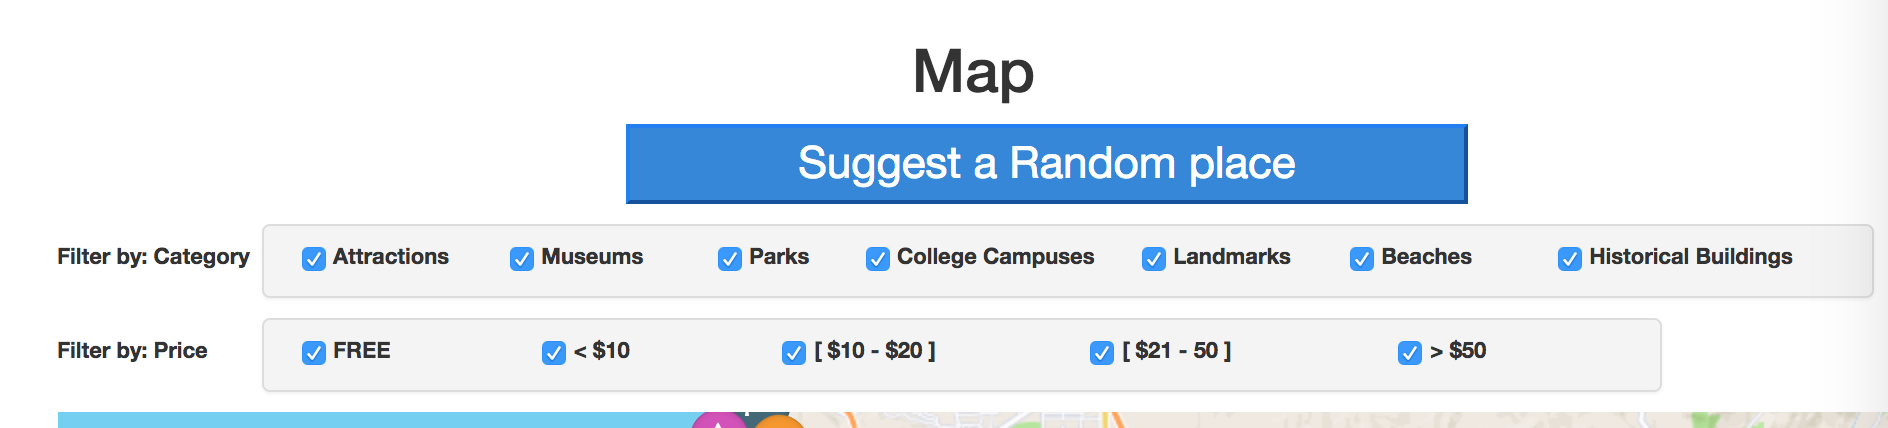 Map
Suggest a Random place
Filter by: Category Attractions Museums Parks College Campuses Landmarks Beaches Historical Buildings
Filter by: Price FREE < $10 [ $10 - $20 ] [ $21 - 50 ] > $50